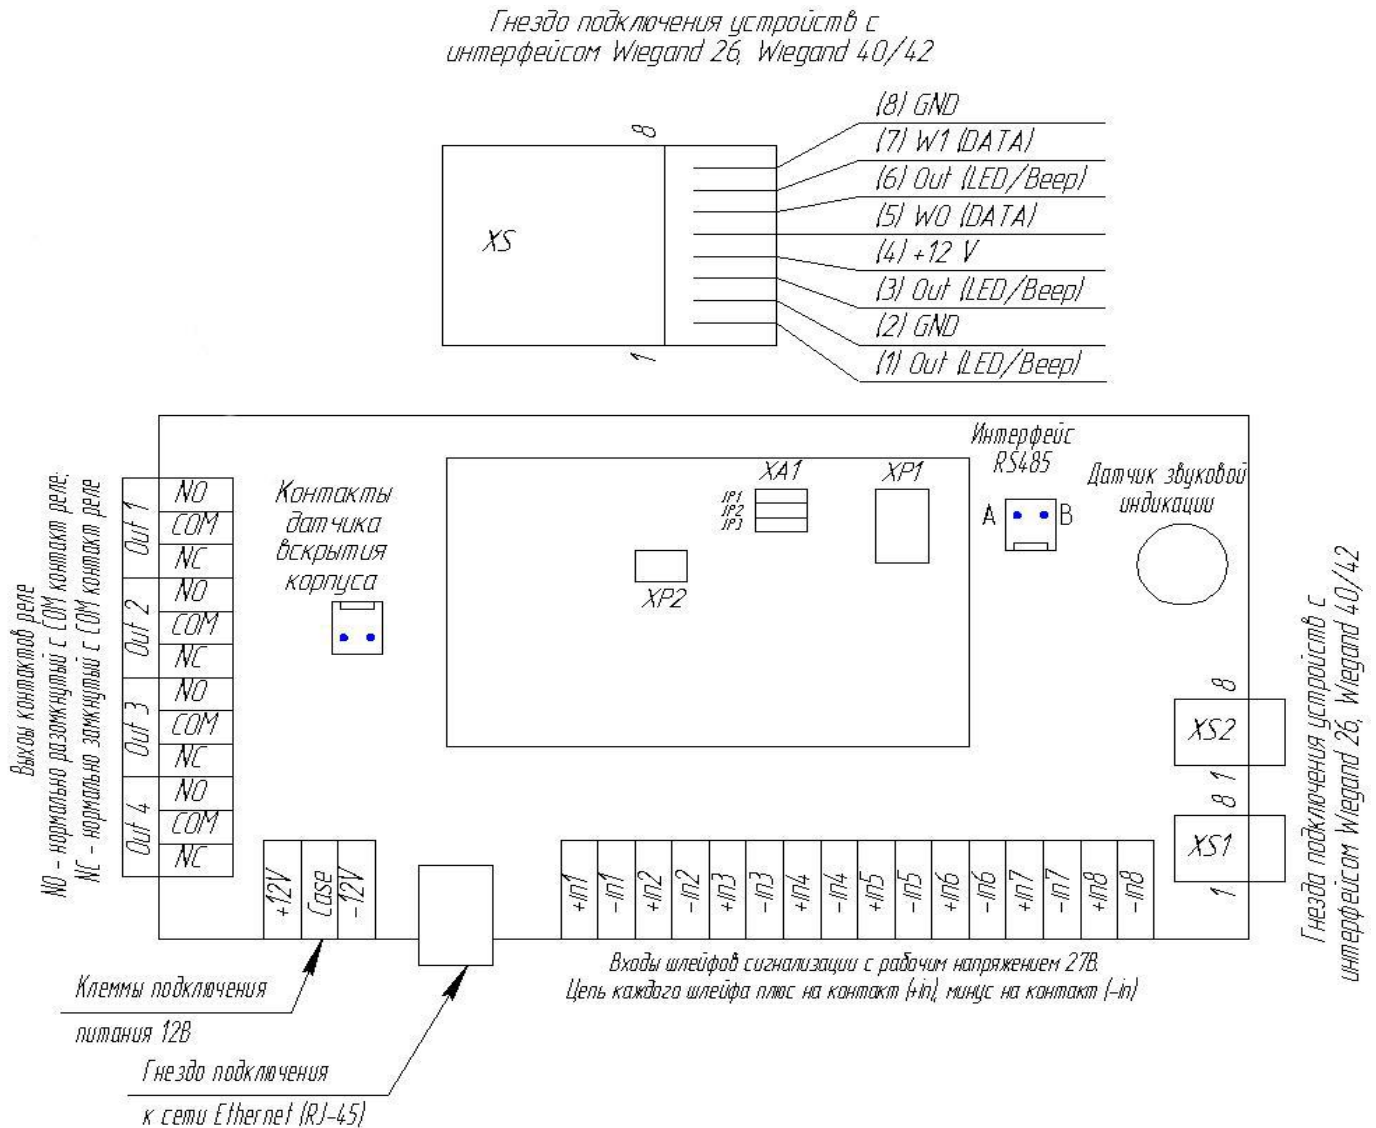 Гнездо подключения устройств с
интерфейсом Wiegand 26, Wiegand 40/42
8
(8) GND
(7) W1 (DATA)
(6) Out (LED/Beep)
(5) W0 (DATA)
(4) +12 V
(3) Out (LED/Beep)
(2) GND
(1) Out (LED/Beep)
XS
1
Выхоы контактов реле
NO - нормально разомкнутый с COM контакт реле;
NC - нормально замкнутый с COM контакт реле
Out 1
NO
COM
NC
Out 2
NO
COM
NC
Out 3
NO
COM
NC
Out 4
NO
COM
NC
Контакты
датчика
вскрытия
корпуса
XA1
JP1
JP2
JP3
XP1
XP2
Интерфейс
RS485
A
B
Датчик звуковой
индикации
8
XS2
1
8
XS1
1
Гнезда подключения устройств с
интерфейсом Wiegand 26, Wiegand 40/42
+12V
Case
-12V
+in1
-in1
+in2
-in2
+in3
-in3
+in4
-in4
+in5
-in5
+in6
-in6
+in7
-in7
+in8
-in8
Входы шлейфов сигнализации с рабочим напряжением 27В.
Цепь каждого шлейфа плюс на контакт (+in), минус на контакт (-in)
Клеммы подключения
питания 12В
Гнездо подключения
к сети Ethernet (RJ-45)